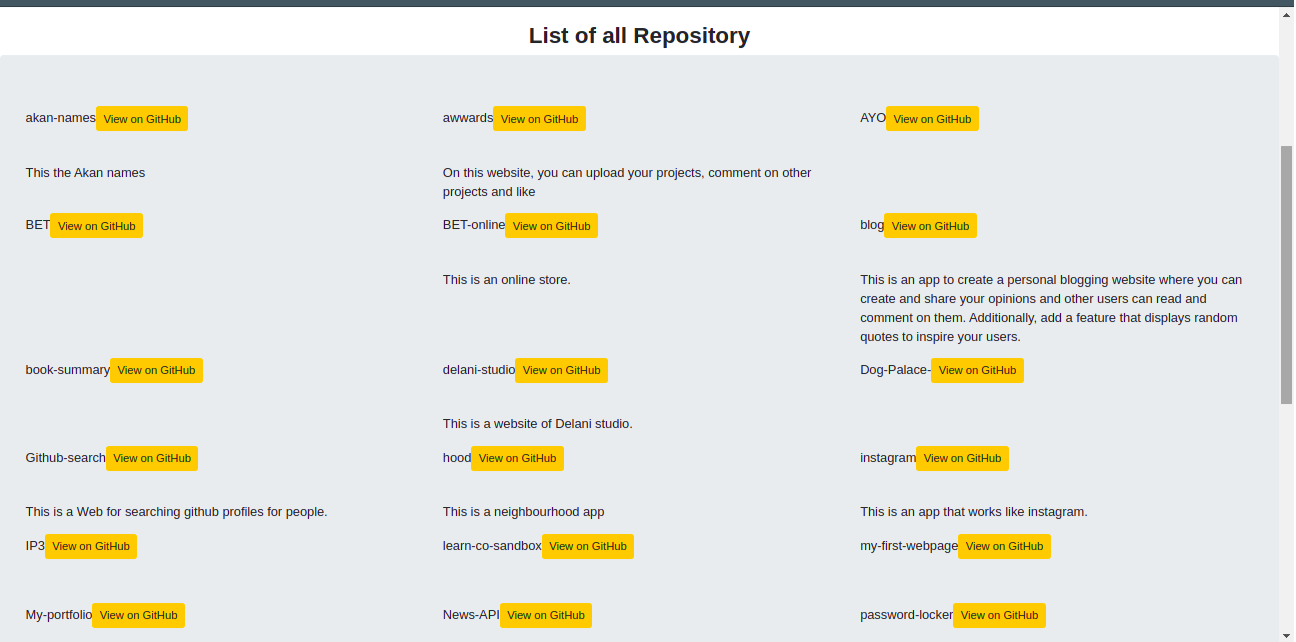 List of all Repository
akan-names View on GitHub
awwards View on GitHub
AYO View on GitHub
This the Akan names
On this website, you can upload your projects, comment on other
projects and like
BET View on GitHub
BET-online View on GitHub
blog View on GitHub
This is an online store.
This is an app to create a personal blogging website where you can
create and share your opinions and other users can read and
comment on them. Additionally, add a feature that displays random
quotes to inspire your users.
book-summary View on GitHub
delani-studio View on GitHub
Dog-Palace- View on GitHub
This is a website of Delani studio.
Github-search View on GitHub
hood View on GitHub
instagram View on GitHub
This is a Web for searching github profiles for people.
This is a neighbourhood app
This is an app that works like instagram.
IP3 View on GitHub
learn-co-sandbox View on GitHub
my-first-webpage View on GitHub
My-portfolio View on GitHub
News-API View on GitHub
password-locker View on GitHub